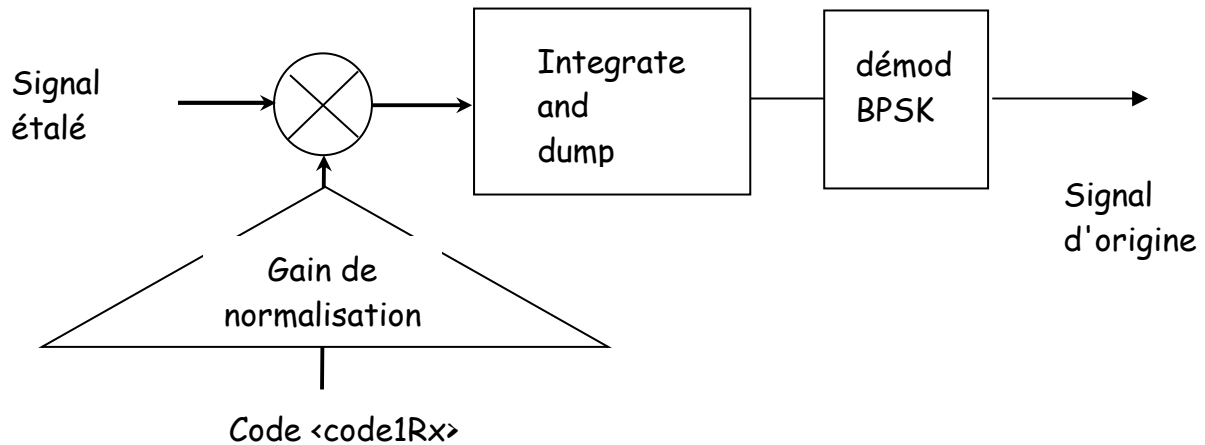 Signal
étalé
Integrate
and
dump
démod
BPSK
Signal
d'origine
Gain de
normalisation
Code <code1Rx>